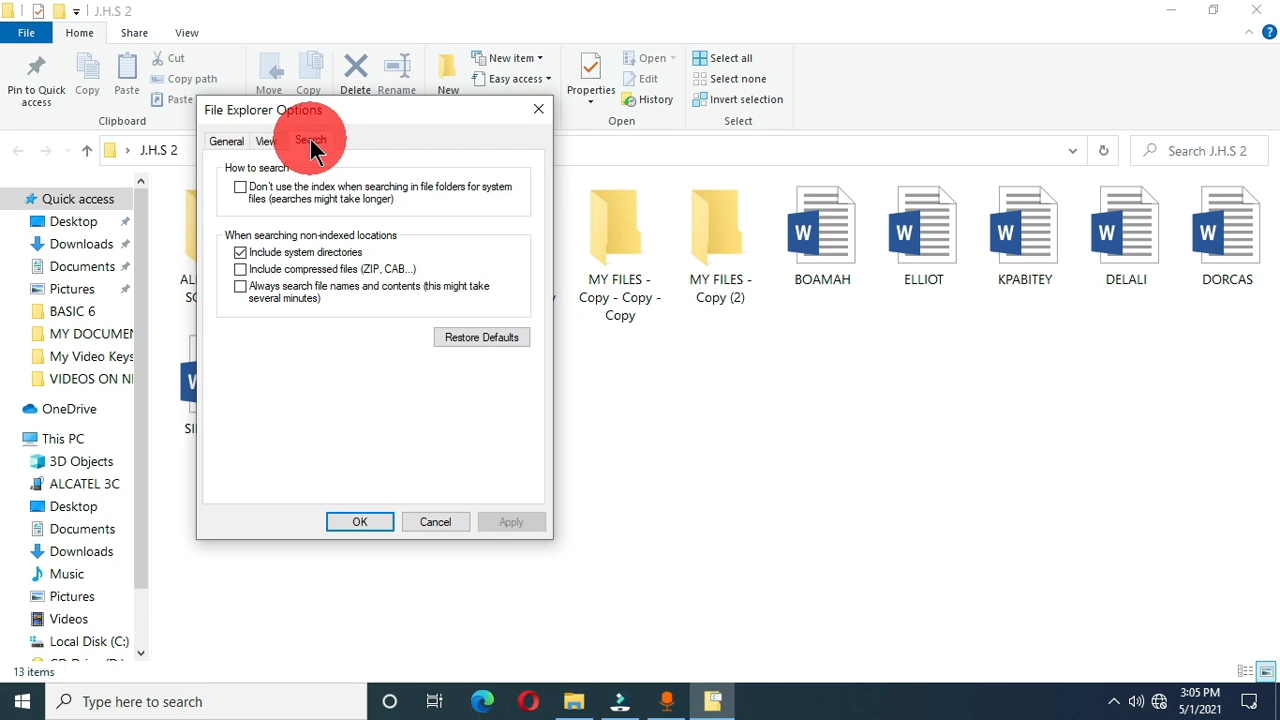 J.H.S 2
File Home Share View
Pin to Quick access
Copy
Paste
Cut
Copy path
Paste
Clipboard
Move
Copy
Delete
Rename
New
New item
Easy access
Properties
Open
Edit
History
Open
Select all
Select none
Invert selection
Select
J.H.S 2
Search J.H.S 2
Quick access
Desktop
Downloads
Documents
Pictures
BASIC 6
MY DOCUMEN
My Video Keys
VIDEOS ON N
OneDrive
This PC
3D Objects
ALCATEL 3C
Desktop
Documents
Downloads
Music
Pictures
Videos
Local Disk (C:)
File Explorer Options
General View Search
How to search
Don't use the index when searching in file folders for system
files (searches might take longer)
When searching non-indexed locations
Include system directories
Include compressed files (ZIP, CAB...)
Always search file names and contents (this might take
several minutes)
Restore Defaults
OK Cancel Apply
MY FILES -
Copy - Copy -
Copy
MY FILES -
Copy (2)
BOAMAH
ELLIOT
KPABITEY
DELALI
DORCAS
13 items
Type here to search
3:05 PM
5/1/2021